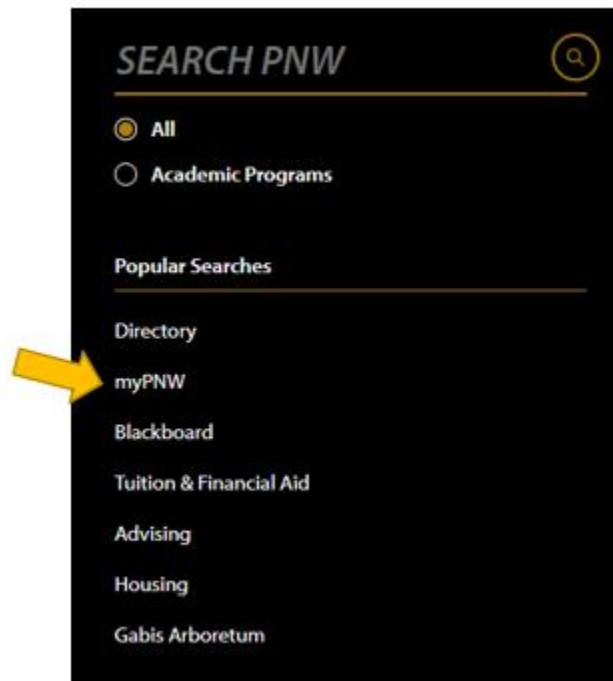 SEARCH PNW
All
Academic Programs
Popular Searches
Directory
myPNW
Blackboard
Tuition & Financial Aid
Advising
Housing
Gabis Arboretum